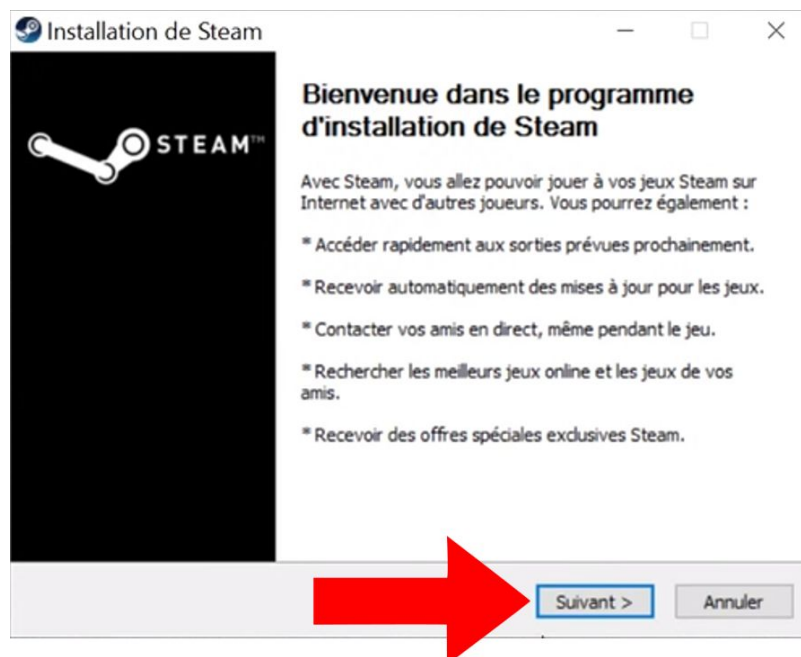 Installation de Steam
STEAM™
Bienvenue dans le programme
d'installation de Steam
Avec Steam, vous allez pouvoir jouer à vos jeux Steam sur
Internet avec d'autres joueurs. Vous pourrez également :
* Accéder rapidement aux sorties prévues prochainement.
* Recevoir automatiquement des mises à jour pour les jeux.
* Contacter vos amis en direct, même pendant le jeu.
* Rechercher les meilleurs jeux online et les jeux de vos
amis.
* Recevoir des offres spéciales exclusives Steam.
Suivant >
Annuler